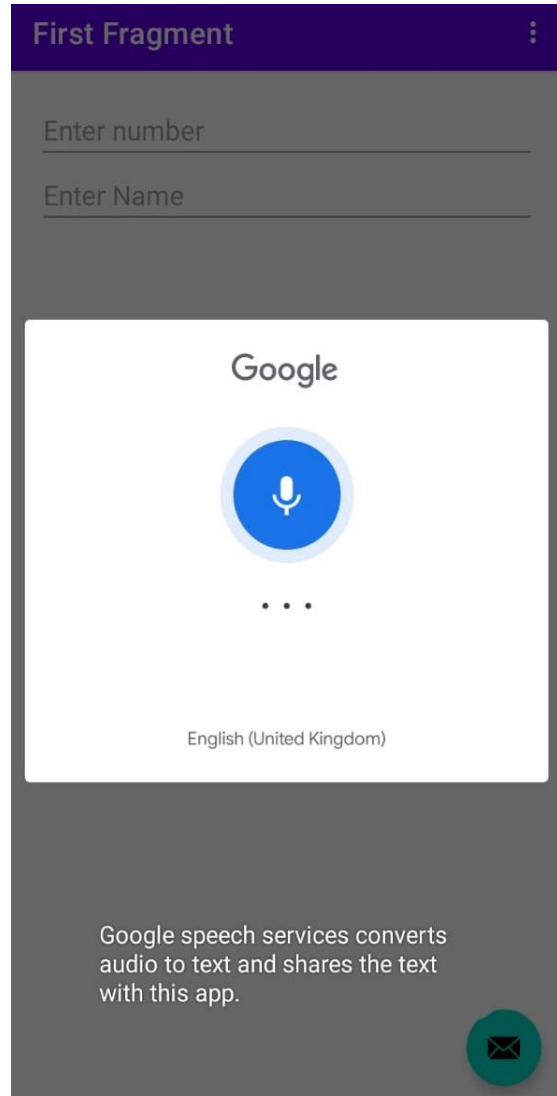 First Fragment
Enter number
Enter Name
Google
English (United Kingdom)
Google speech services converts
audio to text and shares the text
with this app.